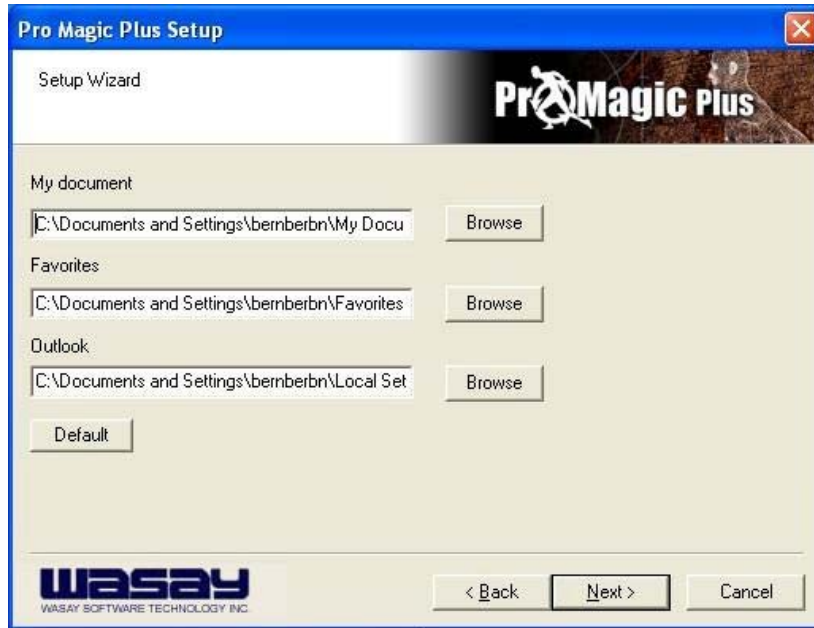 Pro Magic Plus Setup
Setup Wizard
ProMagic Plus
My document
C:\Documents and Settings\bernberbn\My Docu
Browse
Favorites
C:\Documents and Settings\bernberbn\Favorites
Browse
Outlook
C:\Documents and Settings\bernberbn\Local Set
Browse
Default
wasay
WASAY SOFTWARE TECHNOLOGY INC.
< Back
Next >
Cancel